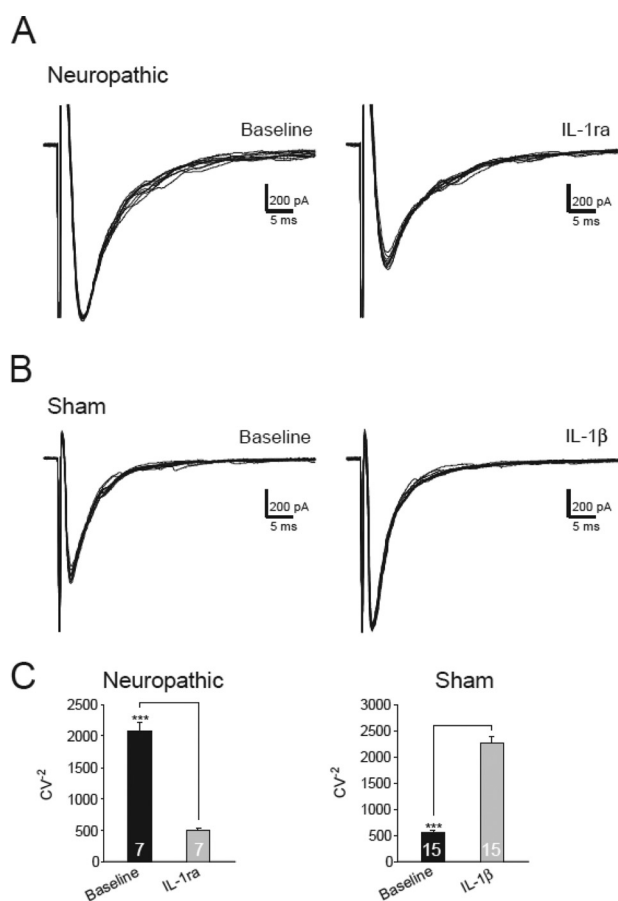 A
Neuropathic
Baseline
200 pA
5 ms
IL-1ra
200 pA
5 ms
B
Sham
Baseline
200 pA
5 ms
IL-1β
200 pA
5 ms
C
Neuropathic
CV-2
2500
2000
1500
1000
500
0
***
7
7
Baseline
IL-1ra
Sham
CV-2
3000
2500
2000
1500
1000
500
0
***
15
15
Baseline
IL-1β